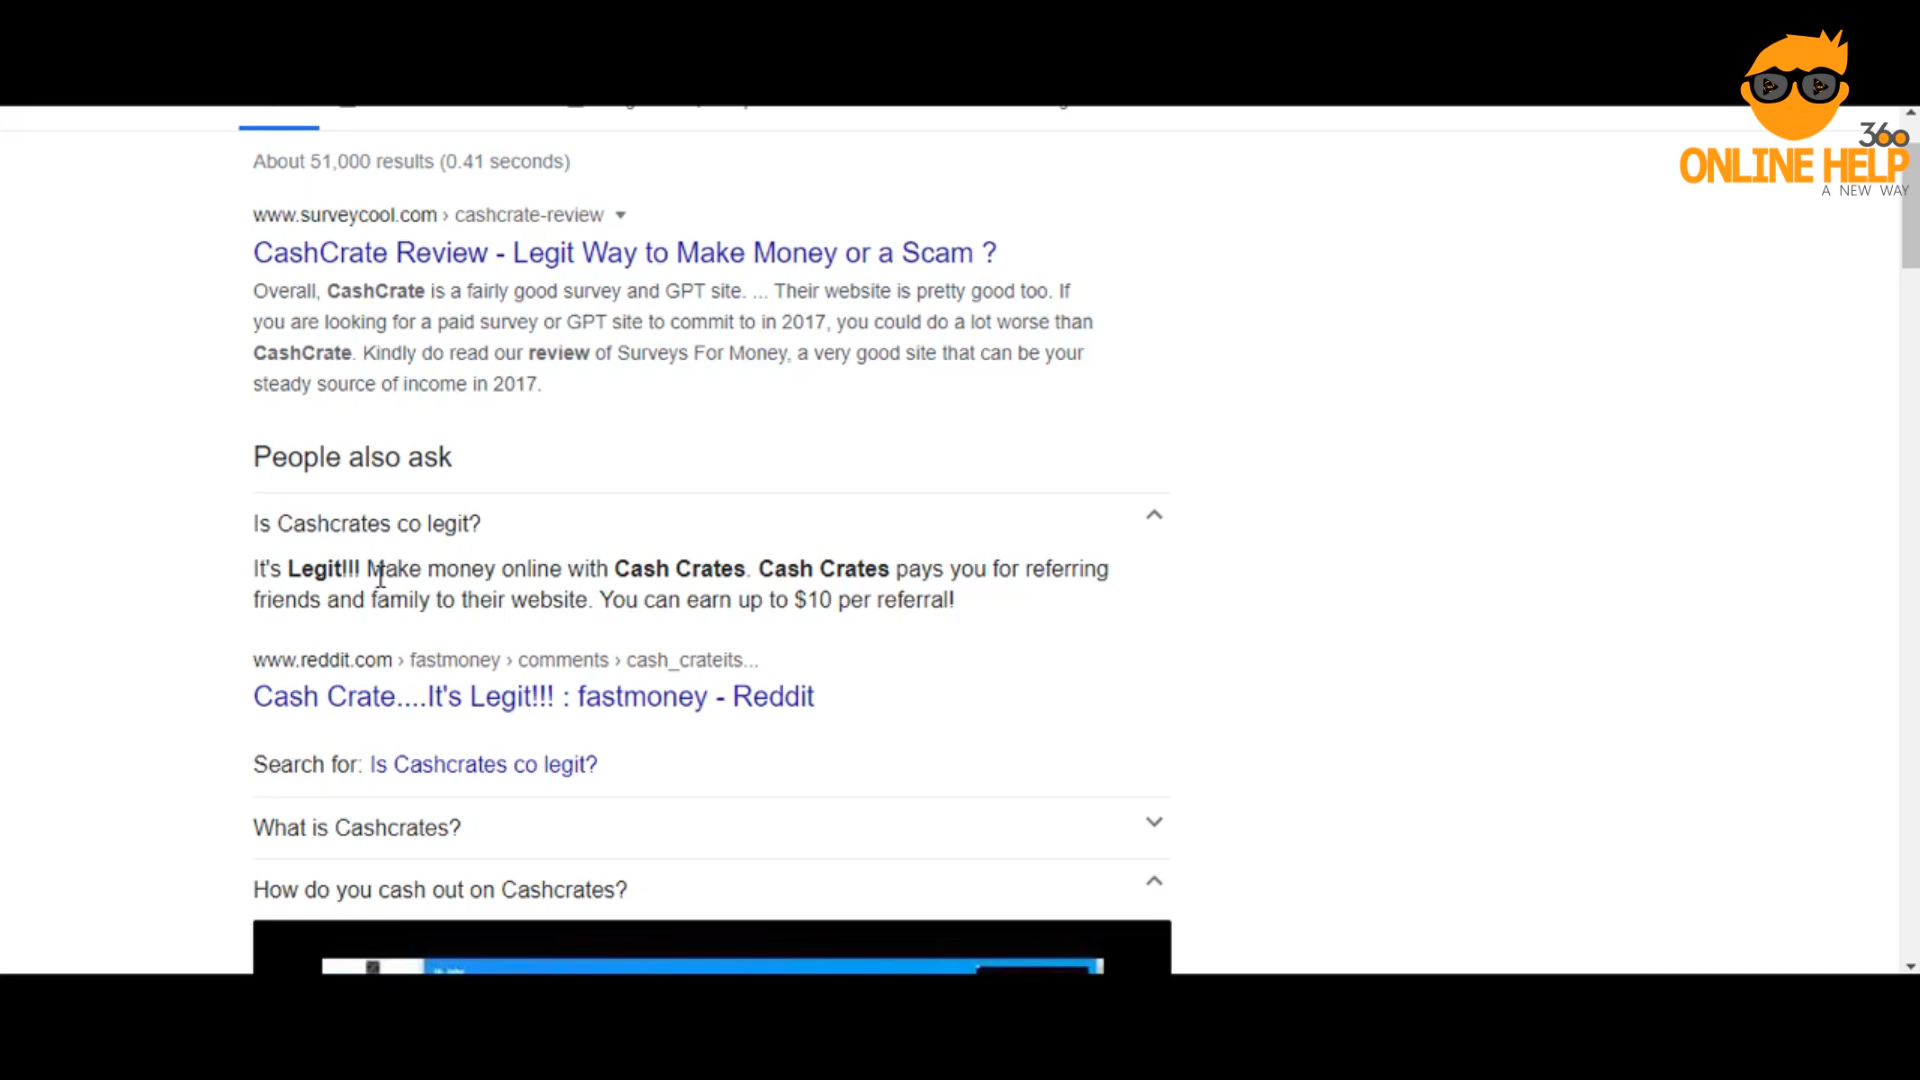 360
ONLINE HELP
A NEW WAY
About 51,000 results (0.41 seconds)
www.surveycool.com › cashcrate-review
CashCrate Review - Legit Way to Make Money or a Scam ?
Overall, CashCrate is a fairly good survey and GPT site. ... Their website is pretty good too. If
you are looking for a paid survey or GPT site to commit to in 2017, you could do a lot worse than
CashCrate. Kindly do read our review of Surveys For Money, a very good site that can be your
steady source of income in 2017.
People also ask
Is Cashcrates co legit?
It's Legit!!! Make money online with Cash Crates. Cash Crates pays you for referring
friends and family to their website. You can earn up to $10 per referral!
www.reddit.com › fastmoney › comments › cash_crateits...
Cash Crate....It's Legit!!! : fastmoney - Reddit
Search for: Is Cashcrates co legit?
What is Cashcrates?
How do you cash out on Cashcrates?